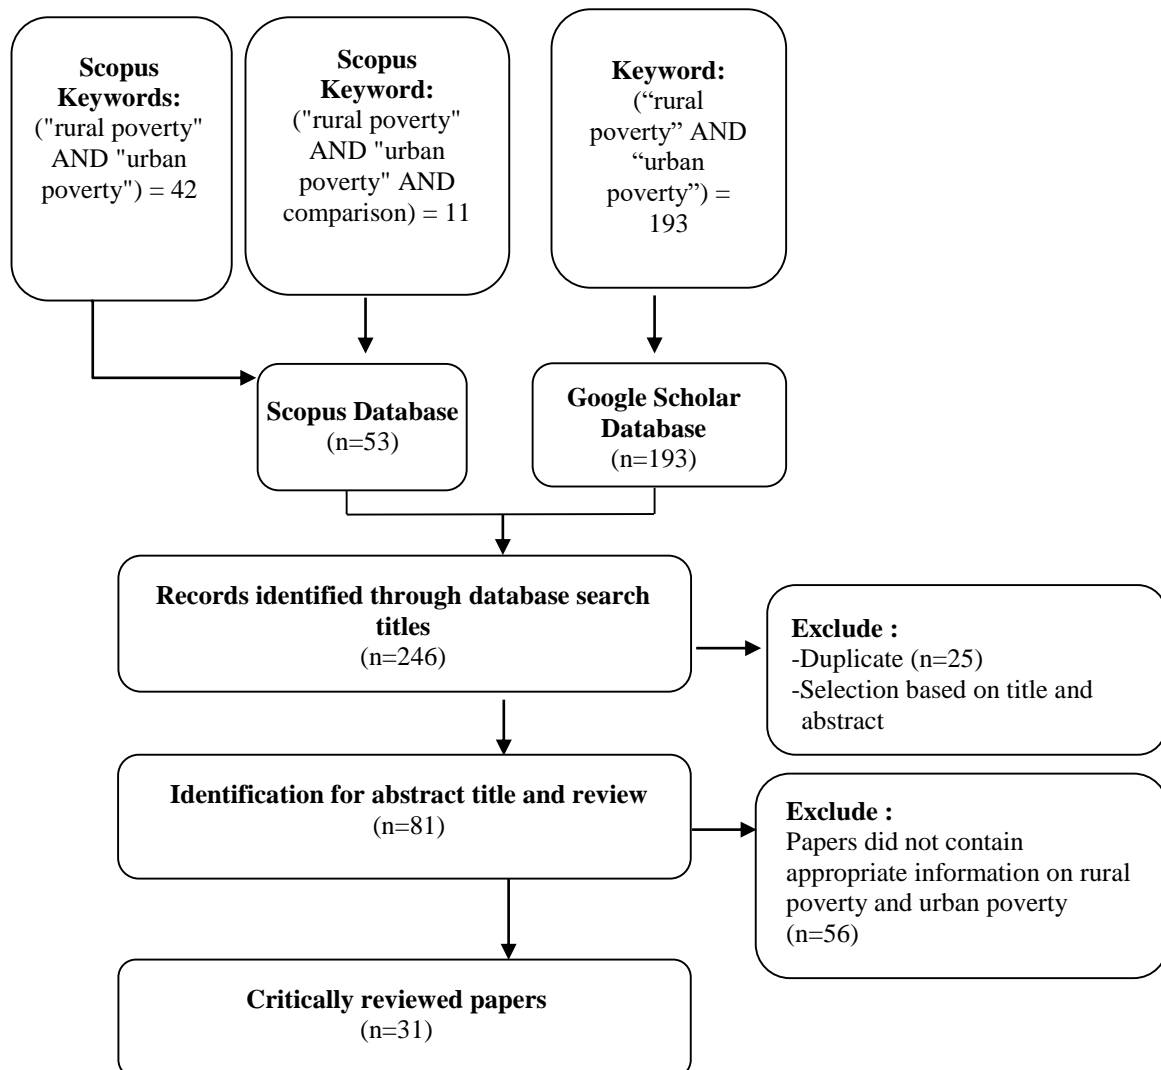 Scopus
Keywords:
("rural poverty"
AND "urban
poverty") = 42
Scopus
Keyword:
("rural poverty"
AND "urban
poverty" AND
comparison) = 11
Keyword:
(“rural
poverty” AND
“urban
poverty”) =
193
Scopus Database
(n=53)
Google Scholar
Database
(n=193)
Records identified through database search
titles
(n=246)
Exclude :
-Duplicate (n=25)
-Selection based on title and
abstract
Identification for abstract title and review
(n=81)
Exclude :
Papers did not contain
appropriate information on rural
poverty and urban poverty
(n=56)
Critically reviewed papers
(n=31)